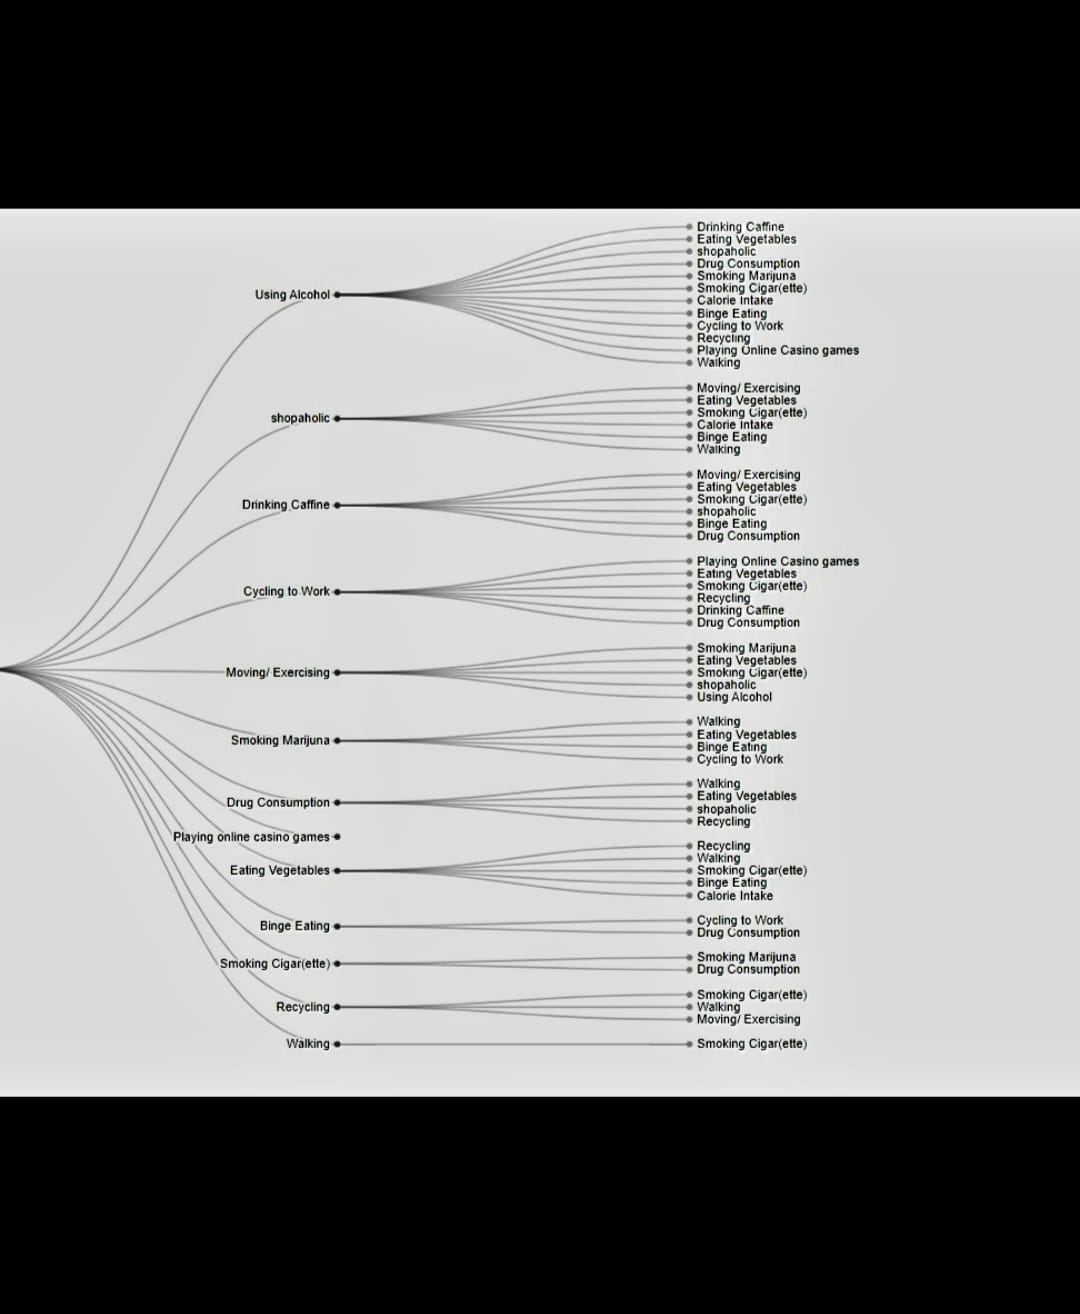 Using Alcohol
Drinking Caffine
Eating Vegetables
shopaholic
Drug Consumption
Smoking Marijuna
Smoking Cigar(ette)
Calorie Intake
Binge Eating
Cycling to Work
Recycling
Playing Online Casino games
Walking
shopaholic
Moving/ Exercising
Eating Vegetables
Smoking Cigar(ette)
Calorie Intake
Binge Eating
Walking
Drinking Caffine
Moving/ Exercising
Eating Vegetables
Smoking Cigar(ette)
shopaholic
Binge Eating
Drug Consumption
Cycling to Work
Playing Online Casino games
Eating Vegetables
Smoking Cigar(ette)
Recycling
Drinking Caffine
Drug Consumption
Moving/ Exercising
Smoking Marijuna
Eating Vegetables
Smoking Cigar(ette)
shopaholic
Using Alcohol
Smoking Marijuna
Walking
Eating Vegetables
Binge Eating
Cycling to Work
Drug Consumption
Walking
Eating Vegetables
shopaholic
Recycling
Playing online casino games
Eating Vegetables
Recycling
Walking
Smoking Cigar(ette)
Binge Eating
Calorie Intake
Binge Eating
Cycling to Work
Drug Consumption
Smoking Cigar(ette)
Smoking Marijuna
Drug Consumption
Recycling
Smoking Cigar(ette)
Walking
Moving/ Exercising
Walking
Smoking Cigar(ette)